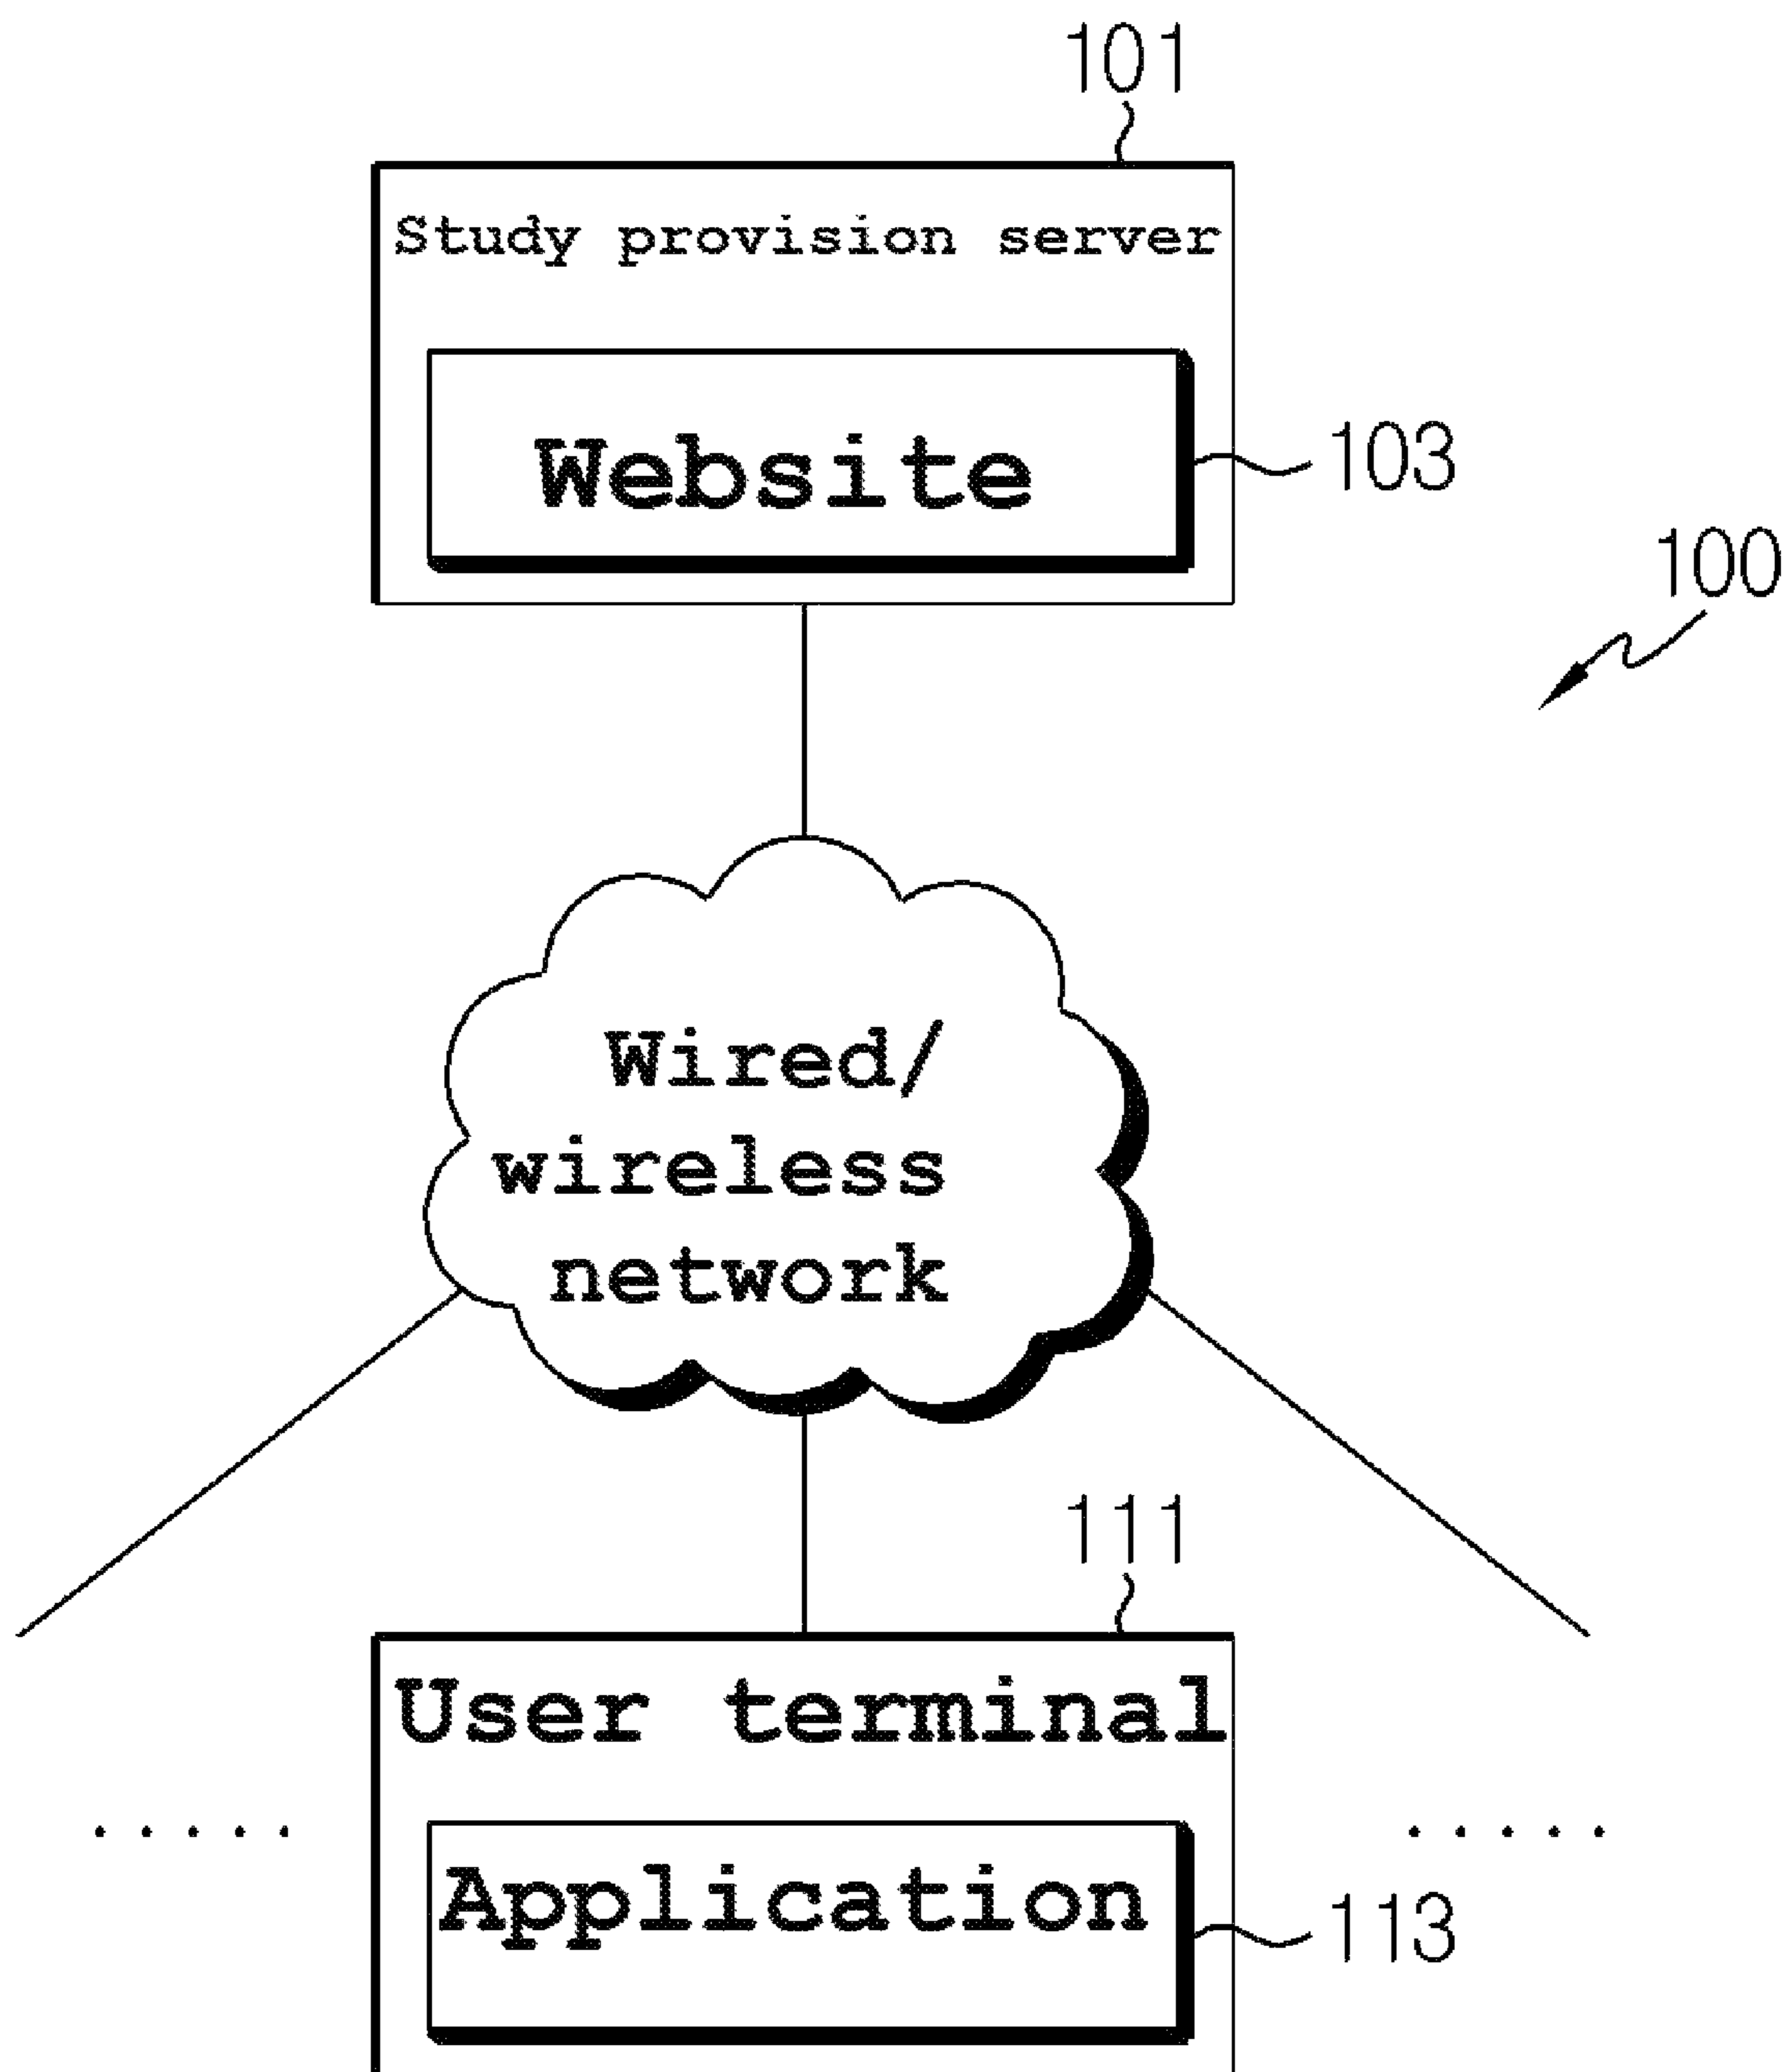 101
Study provision server
Website
103
100
Wired/
wireless
network
111
User terminal
.....
.....
Application
113